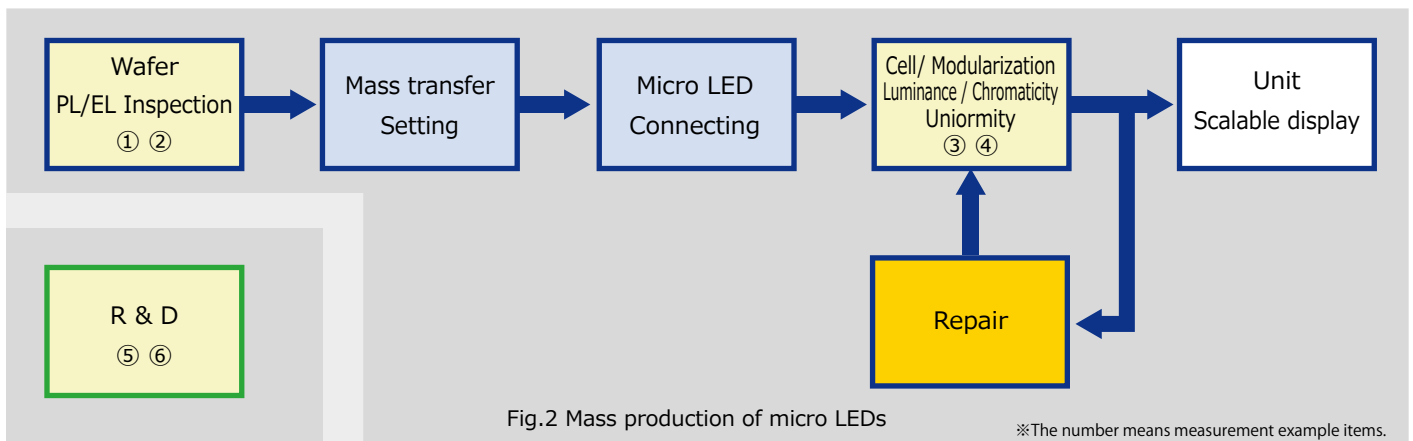 Wafer
PL/EL Inspection
① ②
Mass transfer
Setting
Micro LED
Connecting
Cell/ Modularization
Luminance / Chromaticity
Uniormity
③ ④
Unit
Scalable display
R & D
⑤ ⑥
Repair
Fig.2 Mass production of micro LEDs
※The number means measurement example items.